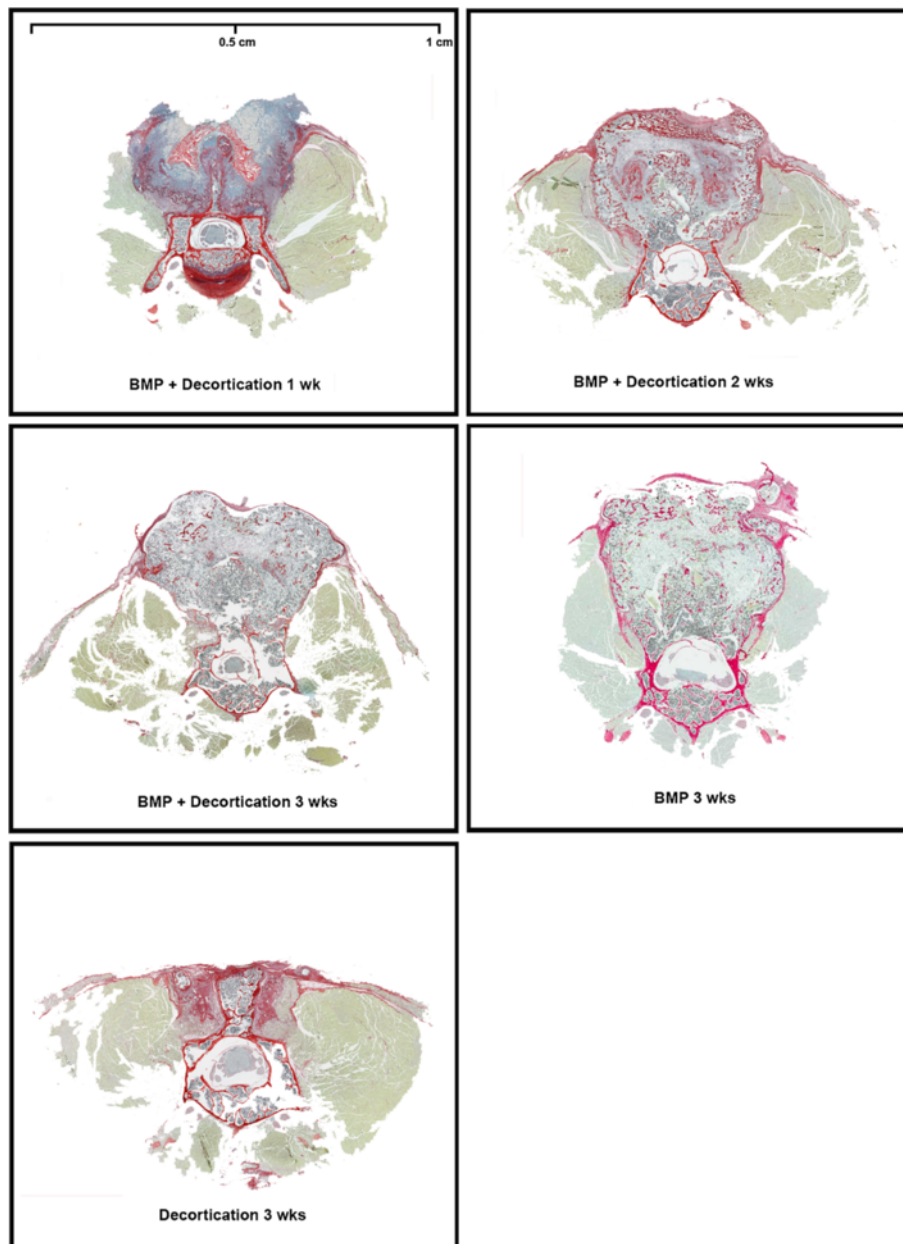 0.5 cm
1 cm
BMP + Decortication 1 wk
BMP + Decortication 2 wks
BMP + Decortication 3 wks
BMP 3 wks
Decortication 3 wks